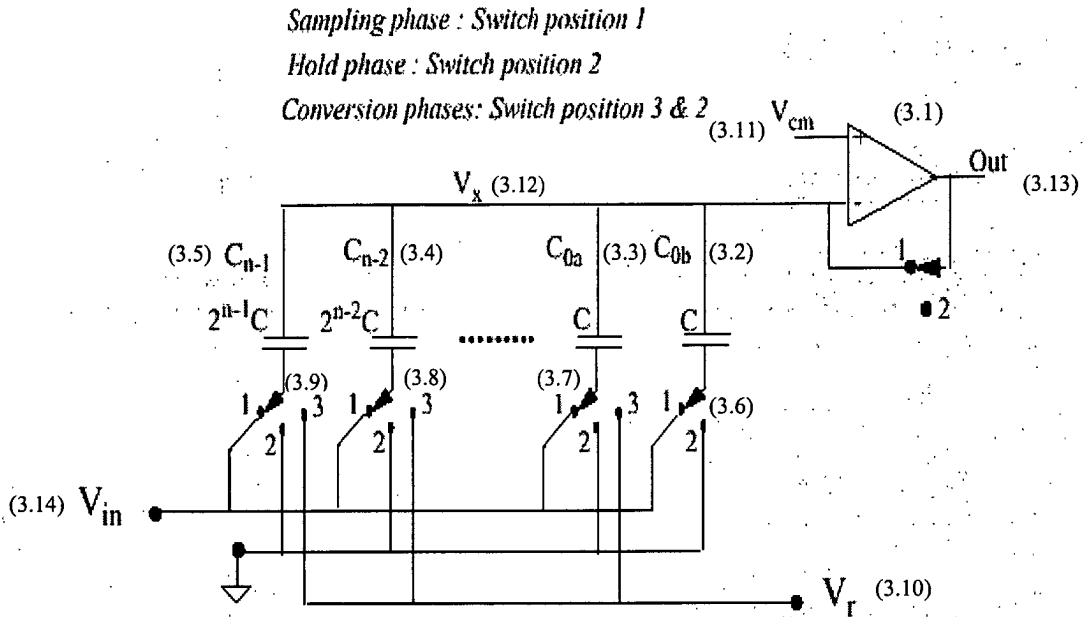 Sampling phase : Switch position 1
Hold phase : Switch position 2
Conversion phases: Switch position 3 & 2
(3.11) Vcm (3.1)
+
Out
(3.13)
Vx (3.12)
-
(3.5) Cn-1 Cn-2 (3.4) C0a (3.3) C0b (3.2)
1
2
2n-1C 2n-2C C C
(3.9) (3.8) (3.7) (3.6)
1 3 1 3 1 3 1
2 2 2 2
(3.14) Vin
Vr (3.10)